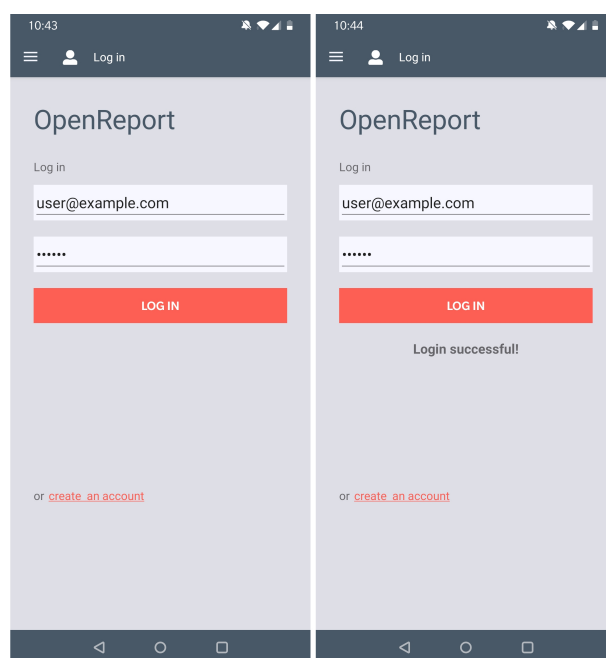 10:43
Log in
OpenReport
Log in
user@example.com
••••••
LOG IN
or create an account
10:44
Log in
OpenReport
Log in
user@example.com
••••••
LOG IN
Login successful!
or create an account